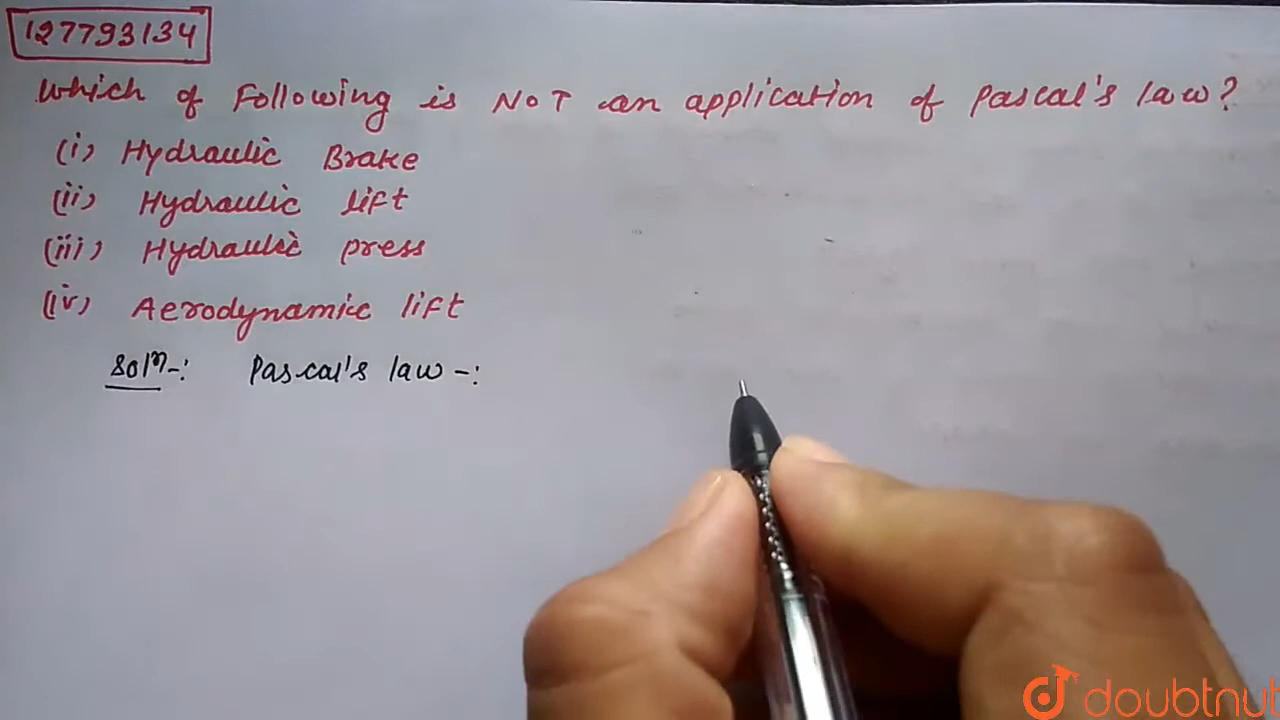 127793134
Which of Following is NOT an application of Pascal's law?
(i) Hydraulic Brake
(ii) Hydraulic lift
(iii) Hydraulic press
(iv) Aerodynamic lift
Solⁿ-: Pascal's law -:
doubtnut